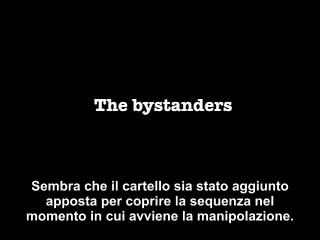 The bystanders
Sembra che il cartello sia stato aggiunto
apposta per coprire la sequenza nel
momento in cui avviene la manipolazione.